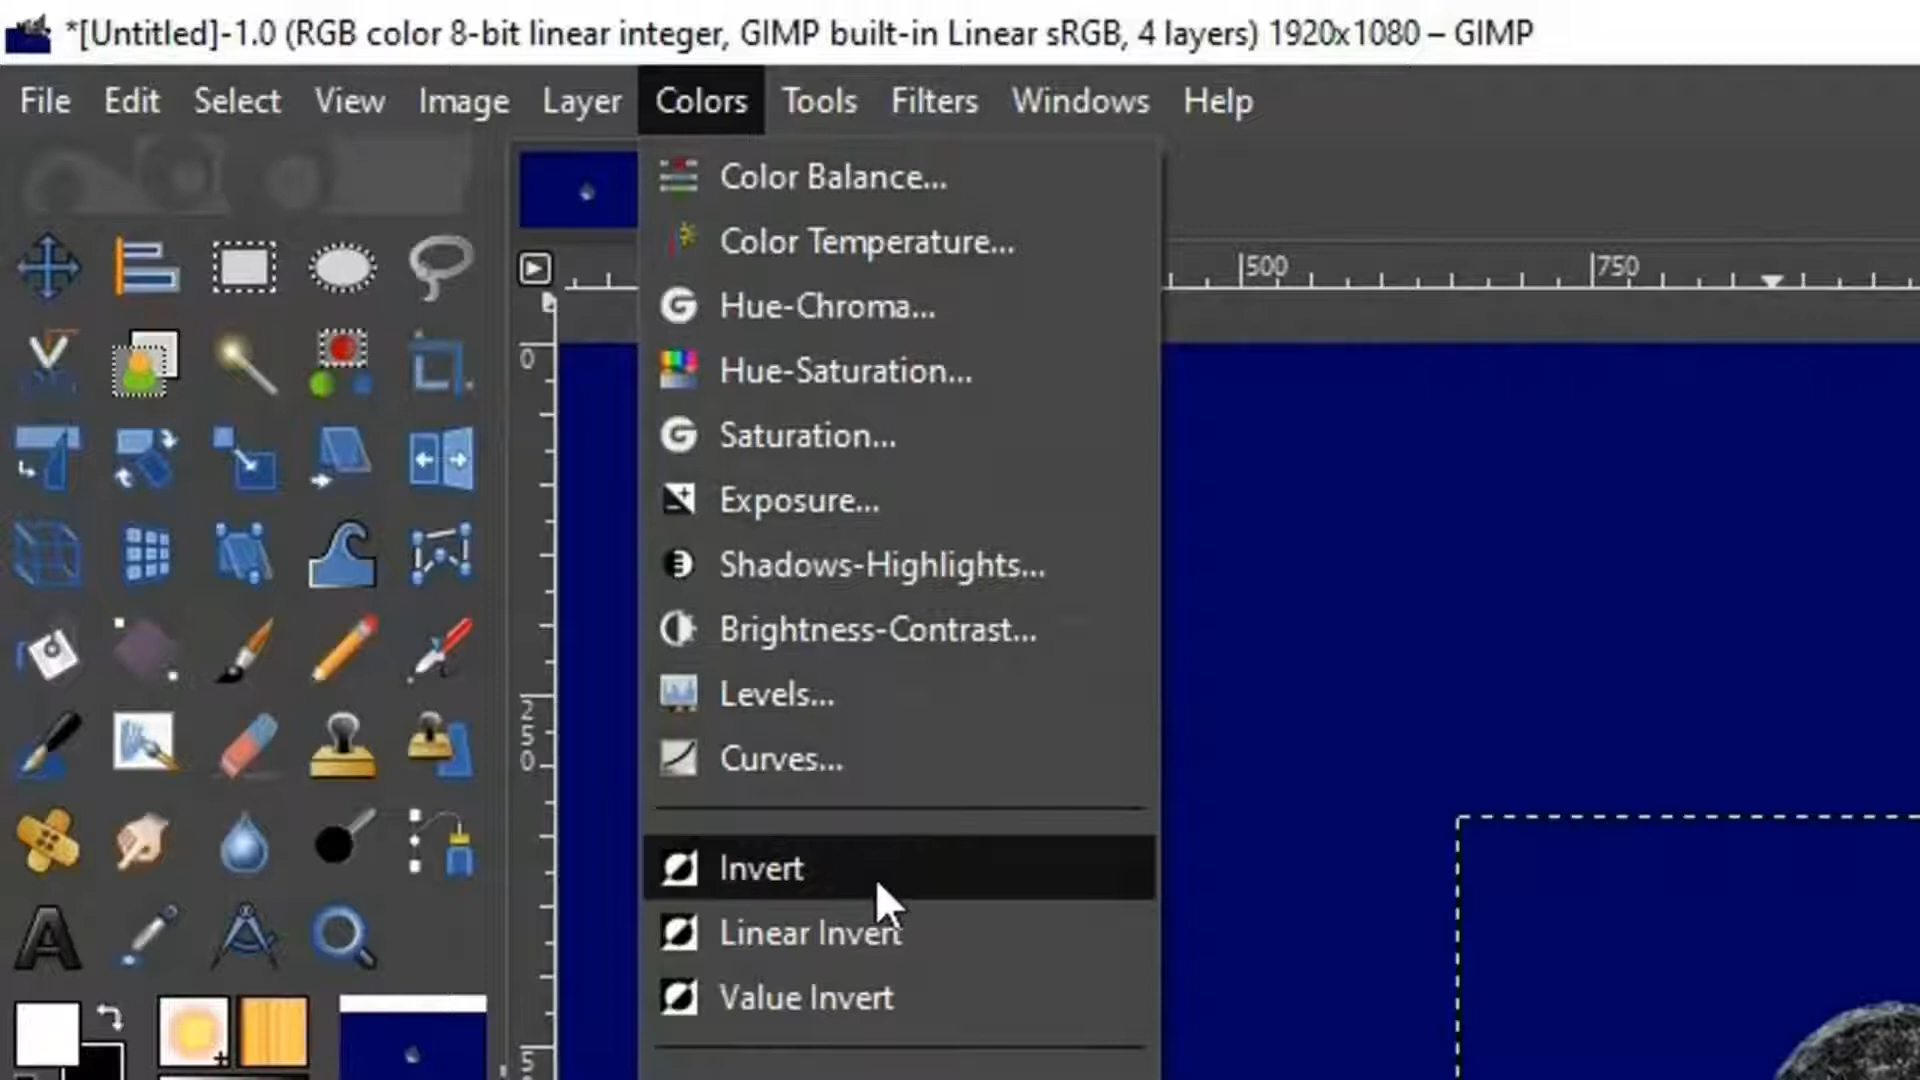 *[Untitled]-1.0 (RGB color 8-bit linear integer, GIMP built-in Linear sRGB, 4 layers) 1920x1080 – GIMP
File Edit Select View Image Layer Colors Tools Filters Windows Help
Color Balance...
Color Temperature...
Hue-Chroma...
Hue-Saturation...
Saturation...
Exposure...
Shadows-Highlights...
Brightness-Contrast...
Levels...
Curves...
Invert
Linear Invert
Value Invert
500
750
0
250
5